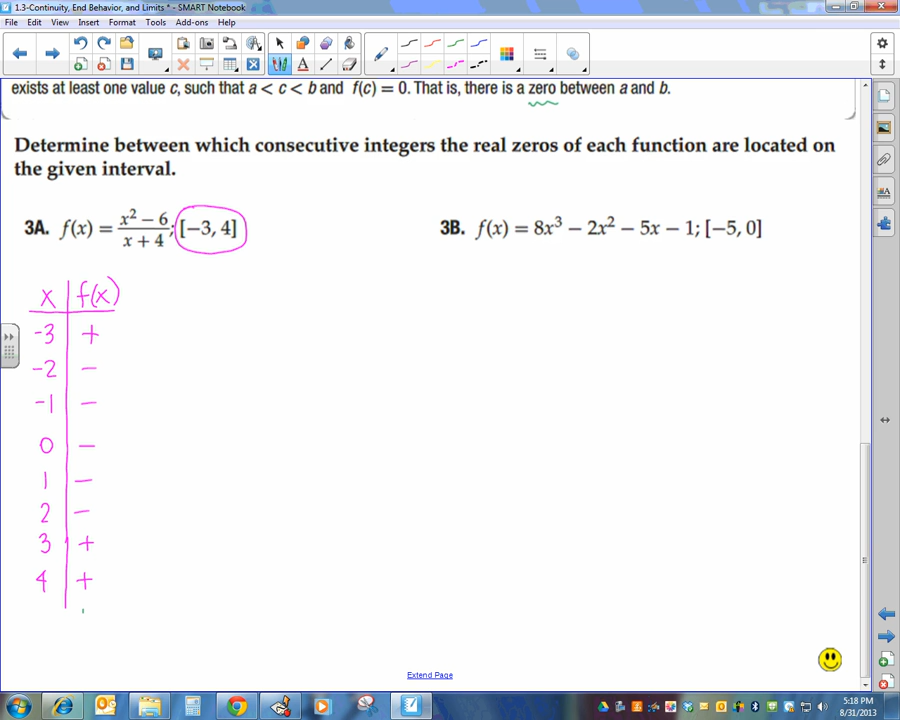 1.3-Continuity, End Behavior, and Limits * - SMART Notebook
File Edit View Insert Format Tools Add-ons Help
exists at least one value c, such that a < c < b and f(c) = 0. That is, there is a zero between a and b.
Determine between which consecutive integers the real zeros of each function are located on
the given interval.
3A. f(x) = (x² − 6)/(x + 4); [−3, 4]
3B. f(x) = 8x³ − 2x² − 5x − 1; [−5, 0]
x | f(x)
-3 | +
-2 | −
-1 | −
0 | −
1 | −
2 | −
3 | +
4 | +
Extend Page
5:18 PM
8/31/2013